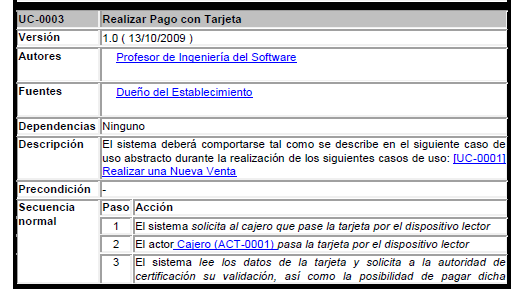 UC-0003 Realizar Pago con Tarjeta
Versión 1.0 ( 13/10/2009 )
Autores Profesor de Ingeniería del Software
Fuentes Dueño del Establecimiento
Dependencias Ninguno
Descripción El sistema deberá comportarse tal como se describe en el siguiente caso de
uso abstracto durante la realización de los siguientes casos de uso: [UC-0001]
Realizar una Nueva Venta
Precondición -
Secuencia normal Paso Acción
1 El sistema solicita al cajero que pase la tarjeta por el dispositivo lector
2 El actor Cajero (ACT-0001) pasa la tarjeta por el dispositivo lector
3 El sistema lee los datos de la tarjeta y solicita a la autoridad de
certificación su validación, así como la posibilidad de pagar dicha